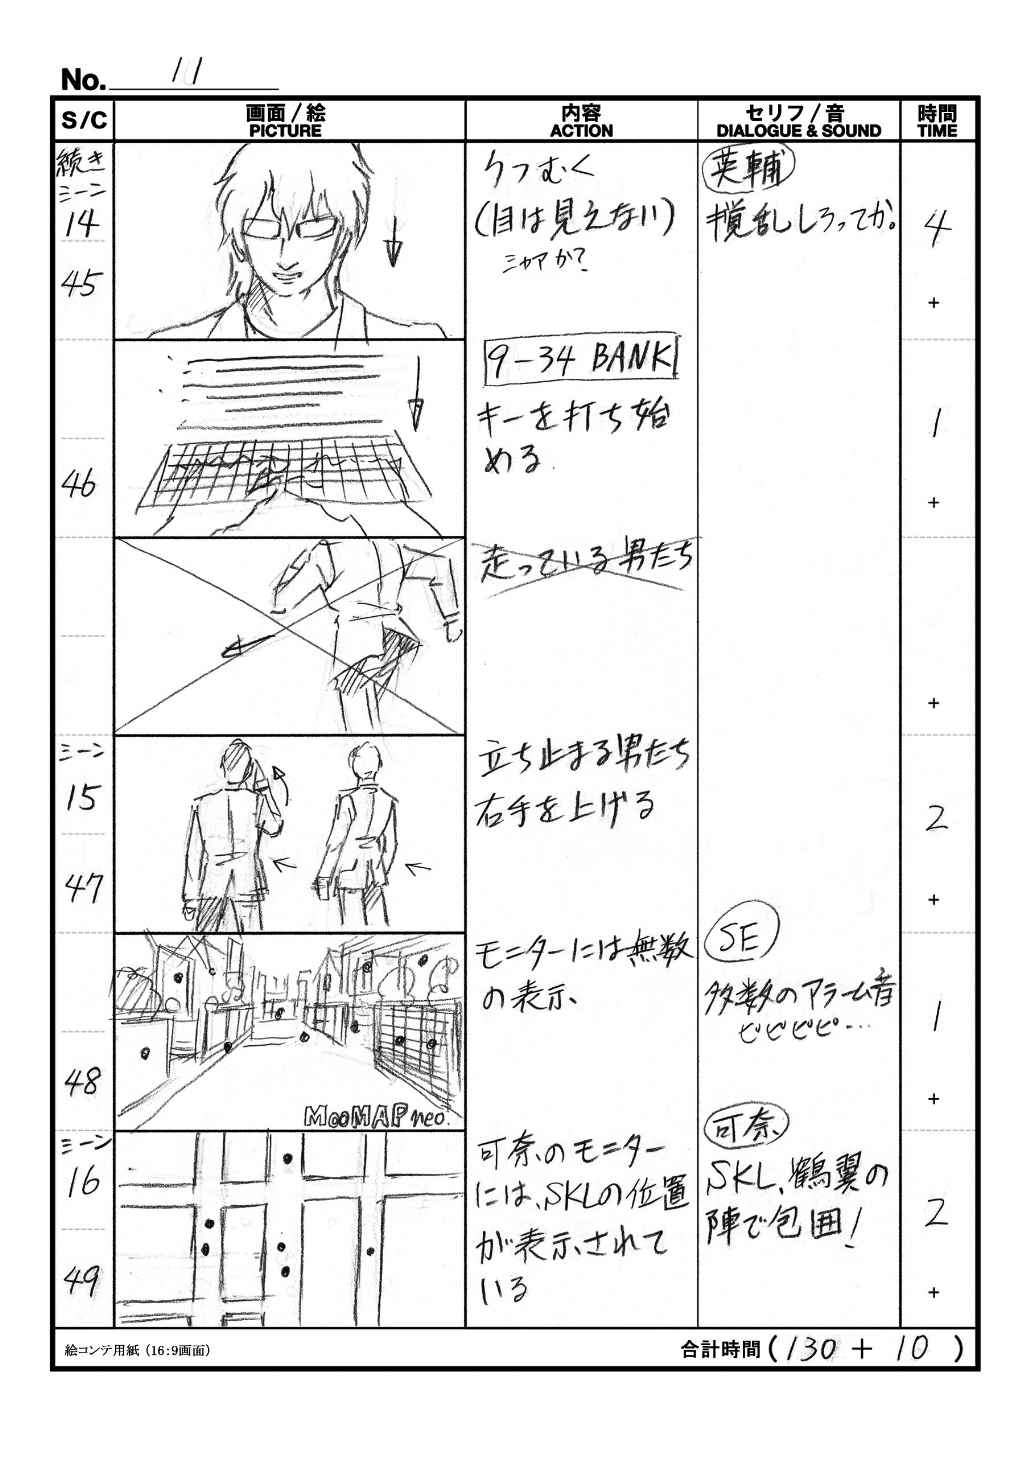 No. 11
S/C
画面/絵
PICTURE
内容
ACTION
セリフ/音
DIALOGUE & SOUND
時間
TIME
続き
シーン
14
45
うつむく
(目は見えない)
シャアか?
英輔
撹乱しろってか。
4
+
46
9-34 BANK
キーを打ち始
める.
1
+
走っている男たち
+
シーン
15
47
立ち止まる男たち
右手を上げる
2
+
48
MooMAP neo.
モニターには無数
の表示、
SE
多数のアラーム音
ピピピピ…
1
+
シーン
16
49
可奈のモニター
には、SKLの位置
が表示されて
いる
可奈
SKL、鶴翼の
陣で包囲!
2
+
絵コンテ用紙(16:9画面)
合計時間(130+10)